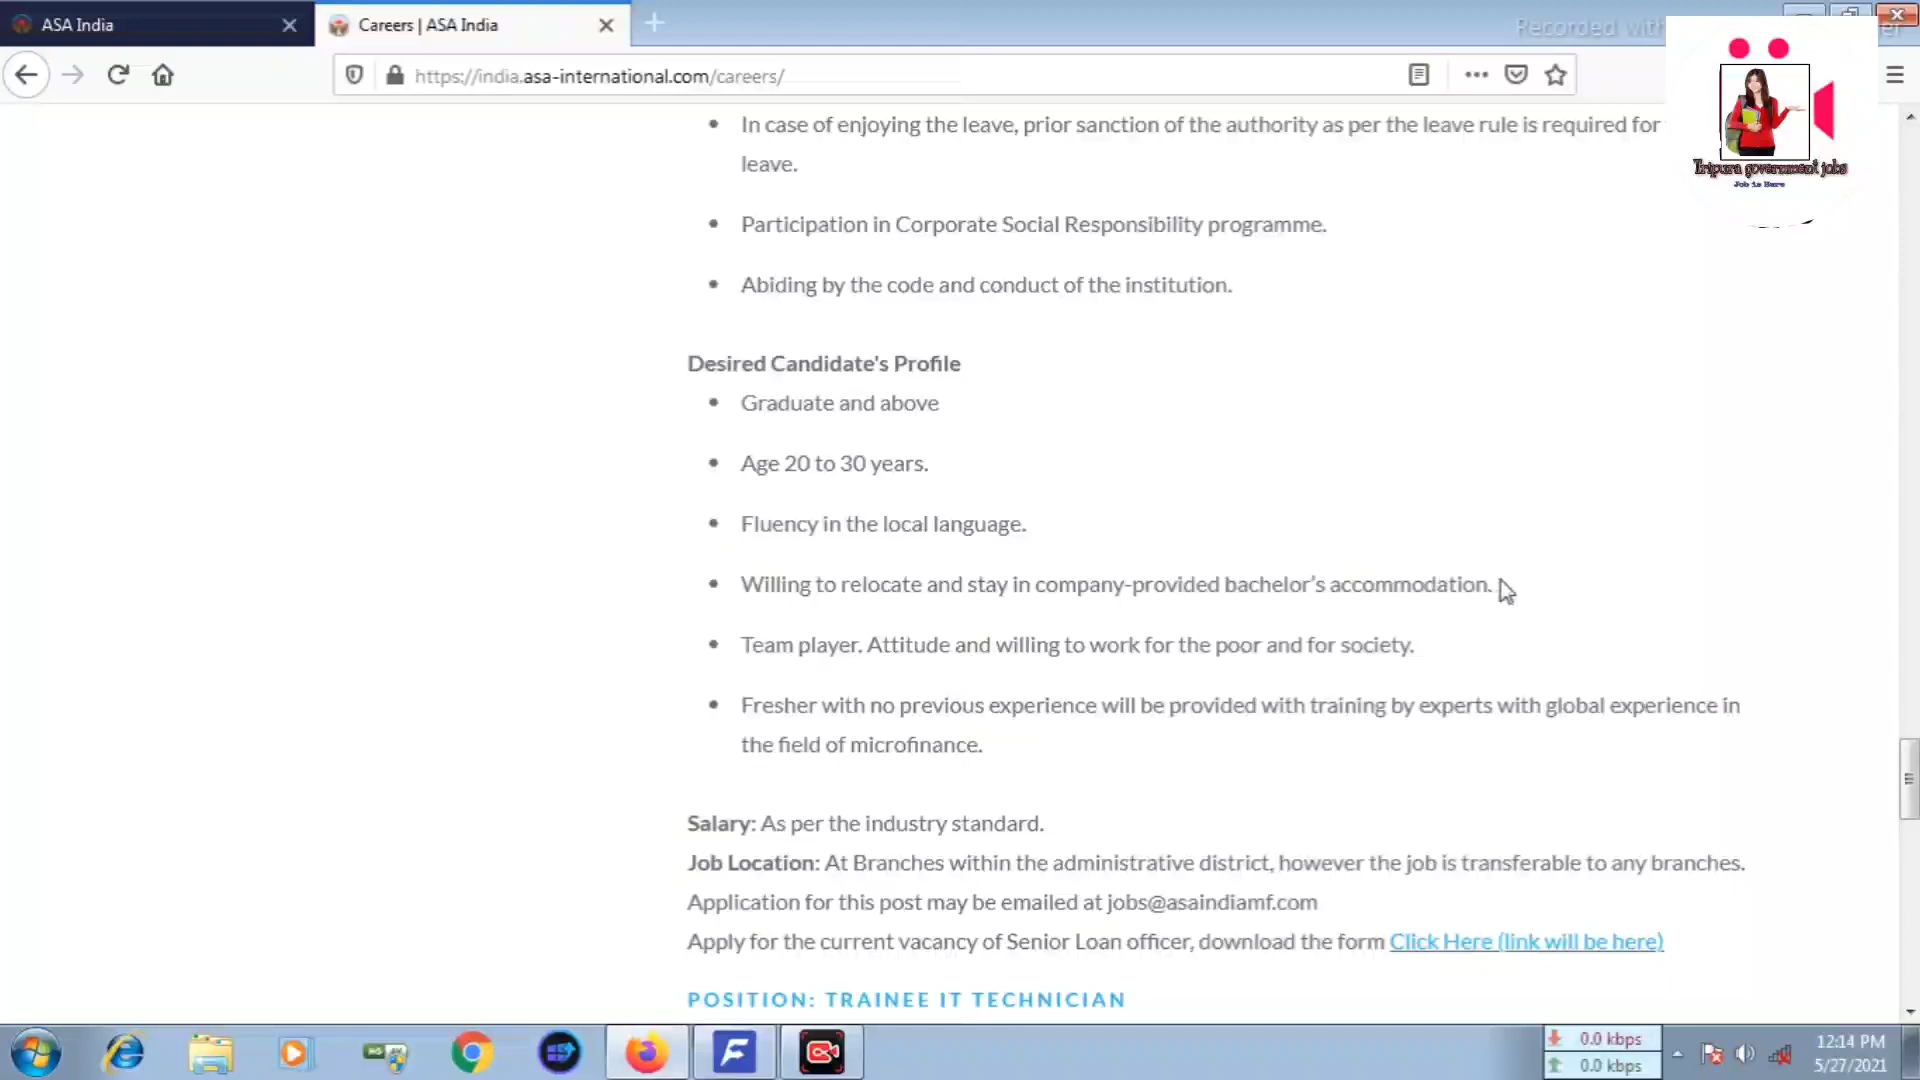 ASA India
Careers | ASA India
Recorded with
https://india.asa-international.com/careers/
Tripura government jobs
Job is Here
In case of enjoying the leave, prior sanction of the authority as per the leave rule is required for
leave.
Participation in Corporate Social Responsibility programme.
Abiding by the code and conduct of the institution.
Desired Candidate's Profile
Graduate and above
Age 20 to 30 years.
Fluency in the local language.
Willing to relocate and stay in company-provided bachelor's accommodation.
Team player. Attitude and willing to work for the poor and for society.
Fresher with no previous experience will be provided with training by experts with global experience in
the field of microfinance.
Salary: As per the industry standard.
Job Location: At Branches within the administrative district, however the job is transferable to any branches.
Application for this post may be emailed at jobs@asaindiamf.com
Apply for the current vacancy of Senior Loan officer, download the form Click Here (link will be here)
POSITION: TRAINEE IT TECHNICIAN
0.0 kbps
0.0 kbps
12:14 PM
5/27/2021